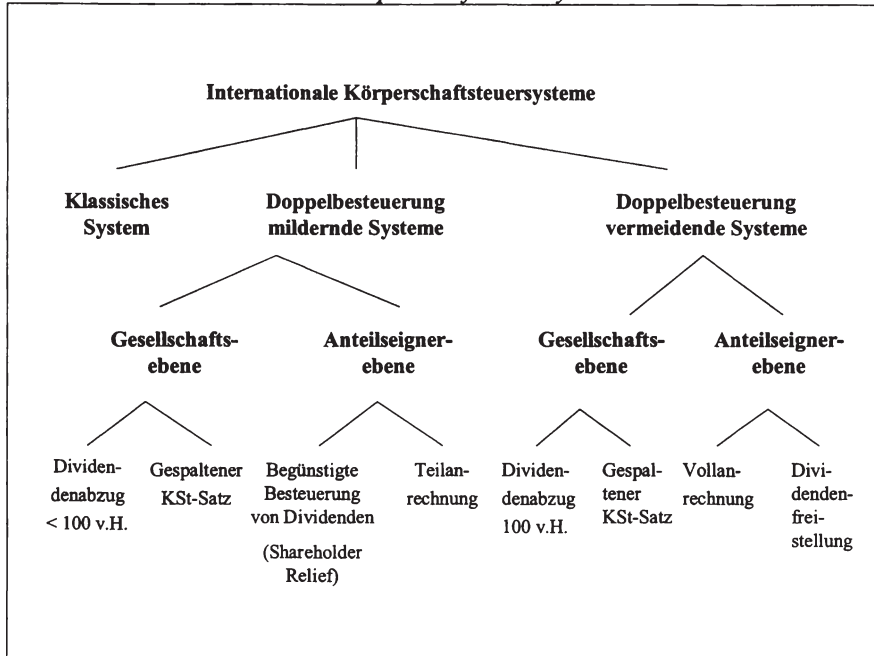 Internationale Körperschaftsteuersysteme
Klassisches
System
Doppelbesteuerung
mildernde Systeme
Doppelbesteuerung
vermeidende Systeme
Gesellschafts-
ebene
Anteilseigner-
ebene
Gesellschafts-
ebene
Anteilseigner-
ebene
Dividen-
denabzug
< 100 v.H.
Gespaltener
KSt-Satz
Begünstigte
Besteuerung
von Dividenden
(Shareholder
Relief)
Teilan-
rechnung
Dividen-
denabzug
100 v.H.
Gespal-
tener
KSt-Satz
Vollan-
rechnung
Divi-
denden-
frei-
stellung